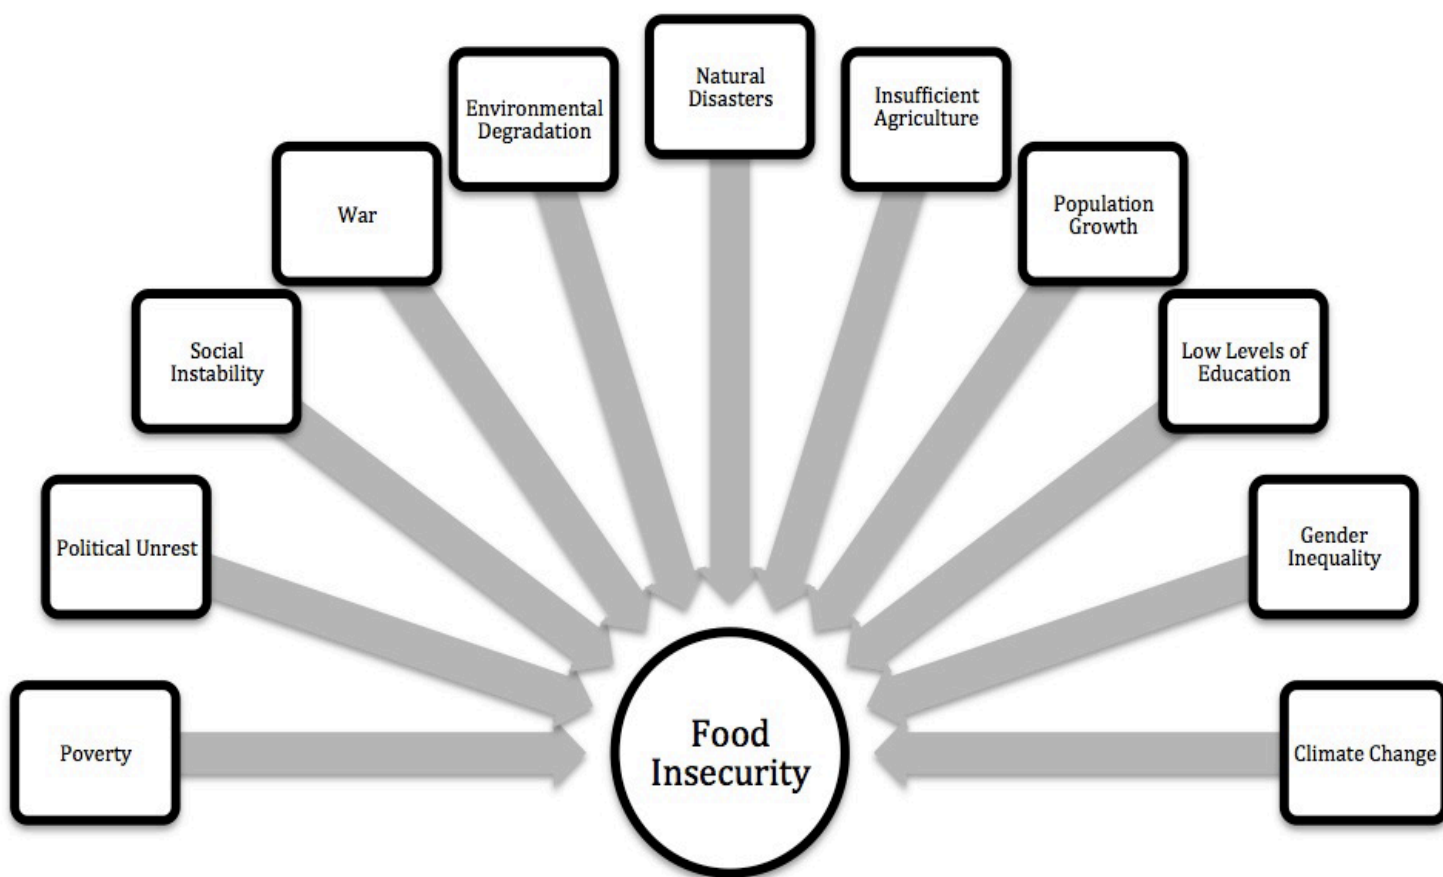 Natural
Disasters
Environmental
Degradation
Insufficient
Agriculture
War
Population
Growth
Social
Instability
Low Levels of
Education
Political Unrest
Gender
Inequality
Poverty
Food
Insecurity
Climate Change